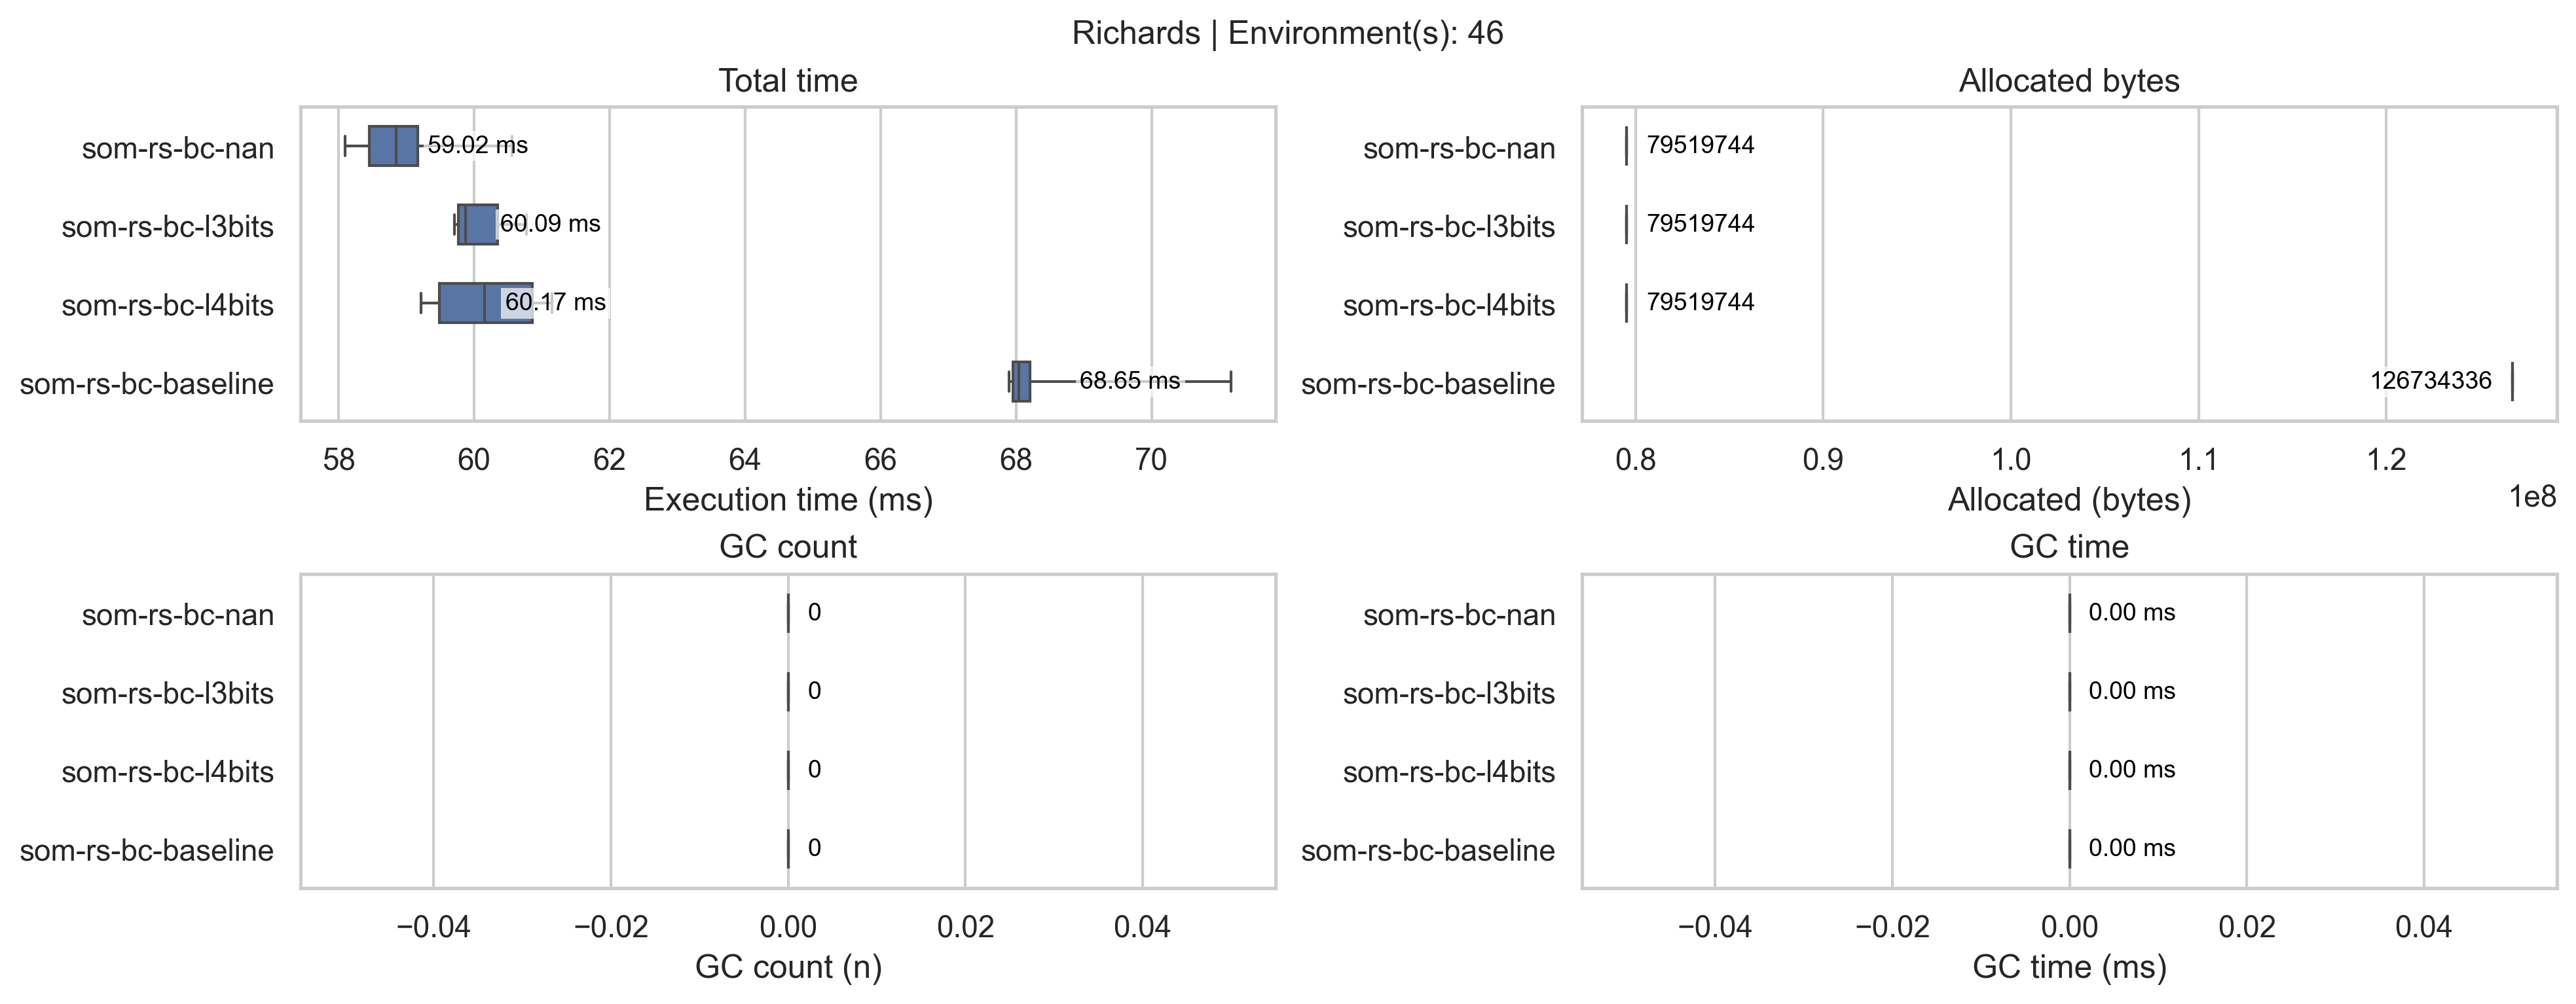 Richards | Environment(s): 46
Total time
som-rs-bc-nan
59.02 ms
som-rs-bc-l3bits
60.09 ms
som-rs-bc-l4bits
60.17 ms
som-rs-bc-baseline
68.65 ms
58 60 62 64 66 68 70
Execution time (ms)
Allocated bytes
som-rs-bc-nan
79519744
som-rs-bc-l3bits
79519744
som-rs-bc-l4bits
79519744
som-rs-bc-baseline
126734336
0.8 0.9 1.0 1.1 1.2
1e8
Allocated (bytes)
GC count
som-rs-bc-nan
0
som-rs-bc-l3bits
0
som-rs-bc-l4bits
0
som-rs-bc-baseline
0
−0.04 −0.02 0.00 0.02 0.04
GC count (n)
GC time
som-rs-bc-nan
0.00 ms
som-rs-bc-l3bits
0.00 ms
som-rs-bc-l4bits
0.00 ms
som-rs-bc-baseline
0.00 ms
−0.04 −0.02 0.00 0.02 0.04
GC time (ms)